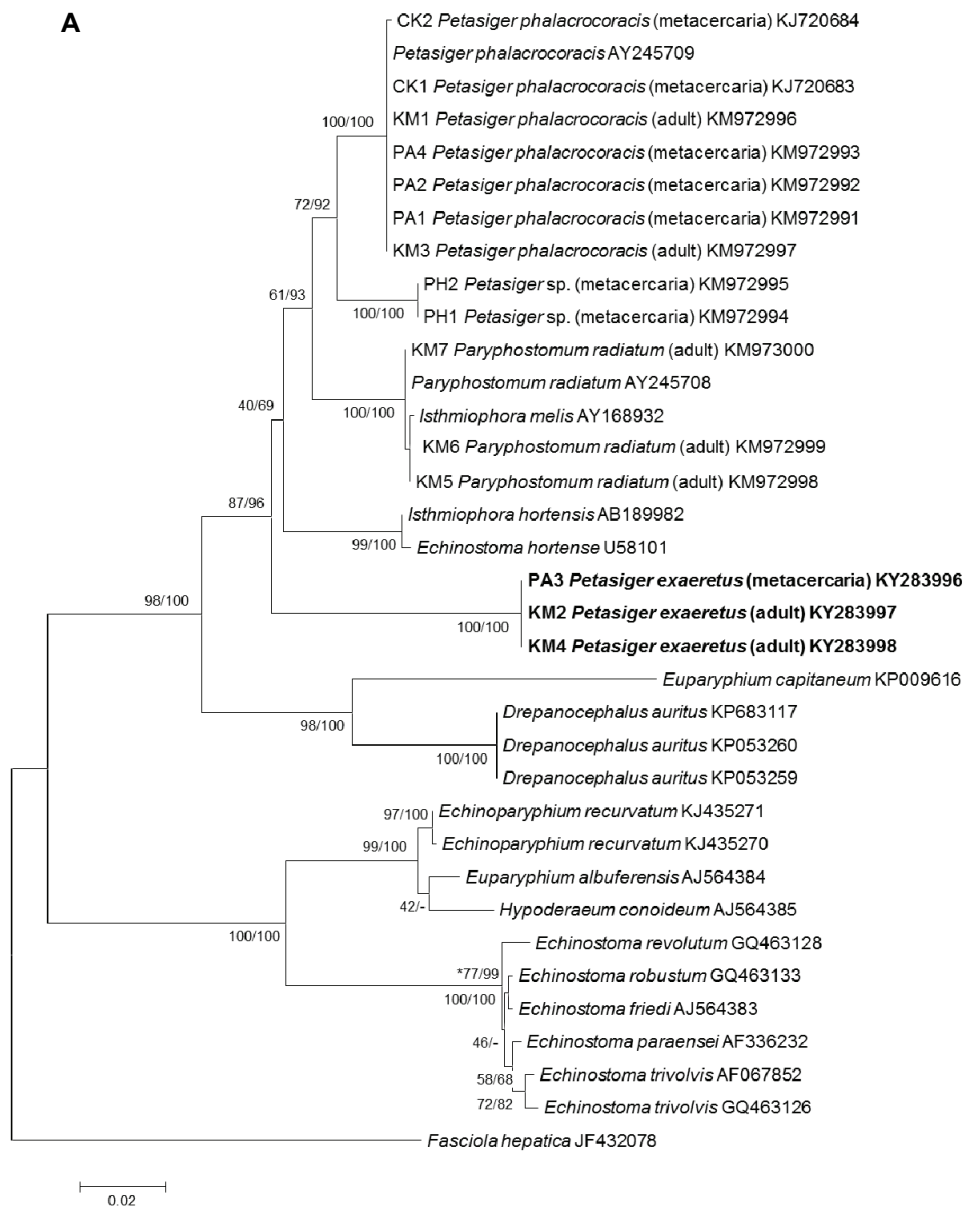 A
CK2 Petasiger phalacrocoracis (metacercaria) KJ720684
Petasiger phalacrocoracis AY245709
CK1 Petasiger phalacrocoracis (metacercaria) KJ720683
KM1 Petasiger phalacrocoracis (adult) KM972996
100/100
PA4 Petasiger phalacrocoracis (metacercaria) KM972993
PA2 Petasiger phalacrocoracis (metacercaria) KM972992
72/92
PA1 Petasiger phalacrocoracis (metacercaria) KM972991
KM3 Petasiger phalacrocoracis (adult) KM972997
PH2 Petasiger sp. (metacercaria) KM972995
61/93
100/100
PH1 Petasiger sp. (metacercaria) KM972994
KM7 Paryphostomum radiatum (adult) KM973000
Paryphostomum radiatum AY245708
40/69
100/100
Isthmiophora melis AY168932
KM6 Paryphostomum radiatum (adult) KM972999
KM5 Paryphostomum radiatum (adult) KM972998
87/96
Isthmiophora hortensis AB189982
99/100
Echinostoma hortense U58101
PA3 Petasiger exaeretus (metacercaria) KY283996
98/100
KM2 Petasiger exaeretus (adult) KY283997
100/100
KM4 Petasiger exaeretus (adult) KY283998
Euparyphium capitaneum KP009616
98/100
Drepanocephalus auritus KP683117
Drepanocephalus auritus KP053260
100/100
Drepanocephalus auritus KP053259
97/100
Echinoparyphium recurvatum KJ435271
99/100
Echinoparyphium recurvatum KJ435270
Euparyphium albuferensis AJ564384
42/-
Hypoderaeum conoideum AJ564385
100/100
Echinostoma revolutum GQ463128
*77/99
Echinostoma robustum GQ463133
100/100
Echinostoma friedi AJ564383
46/-
Echinostoma paraensei AF336232
58/68
Echinostoma trivolvis AF067852
72/82
Echinostoma trivolvis GQ463126
Fasciola hepatica JF432078
0.02